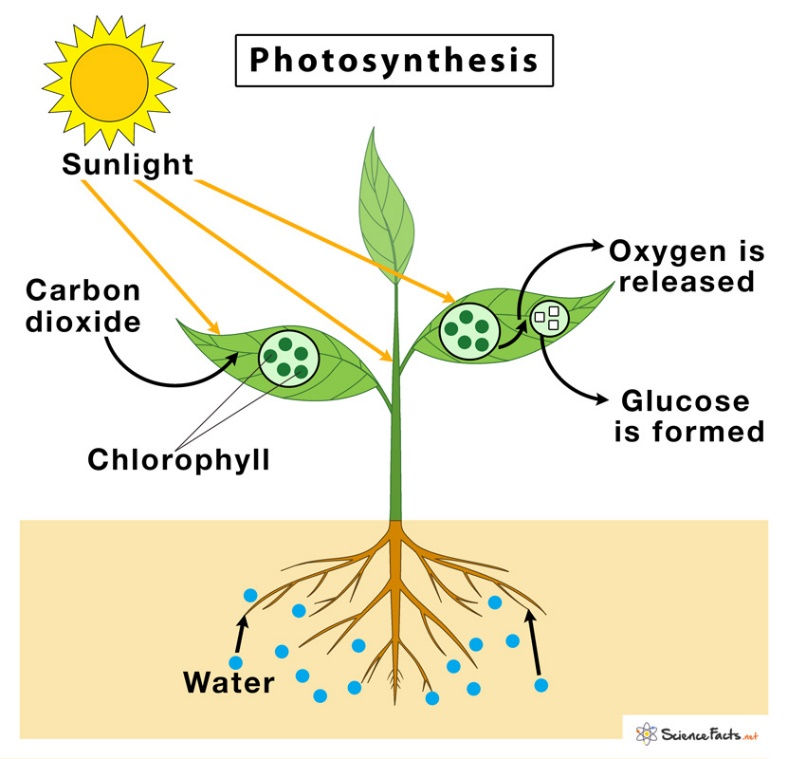 Photosynthesis
Sunlight
Oxygen is
released
Carbon
dioxide
Glucose
is formed
Chlorophyll
Water
ScienceFacts.net